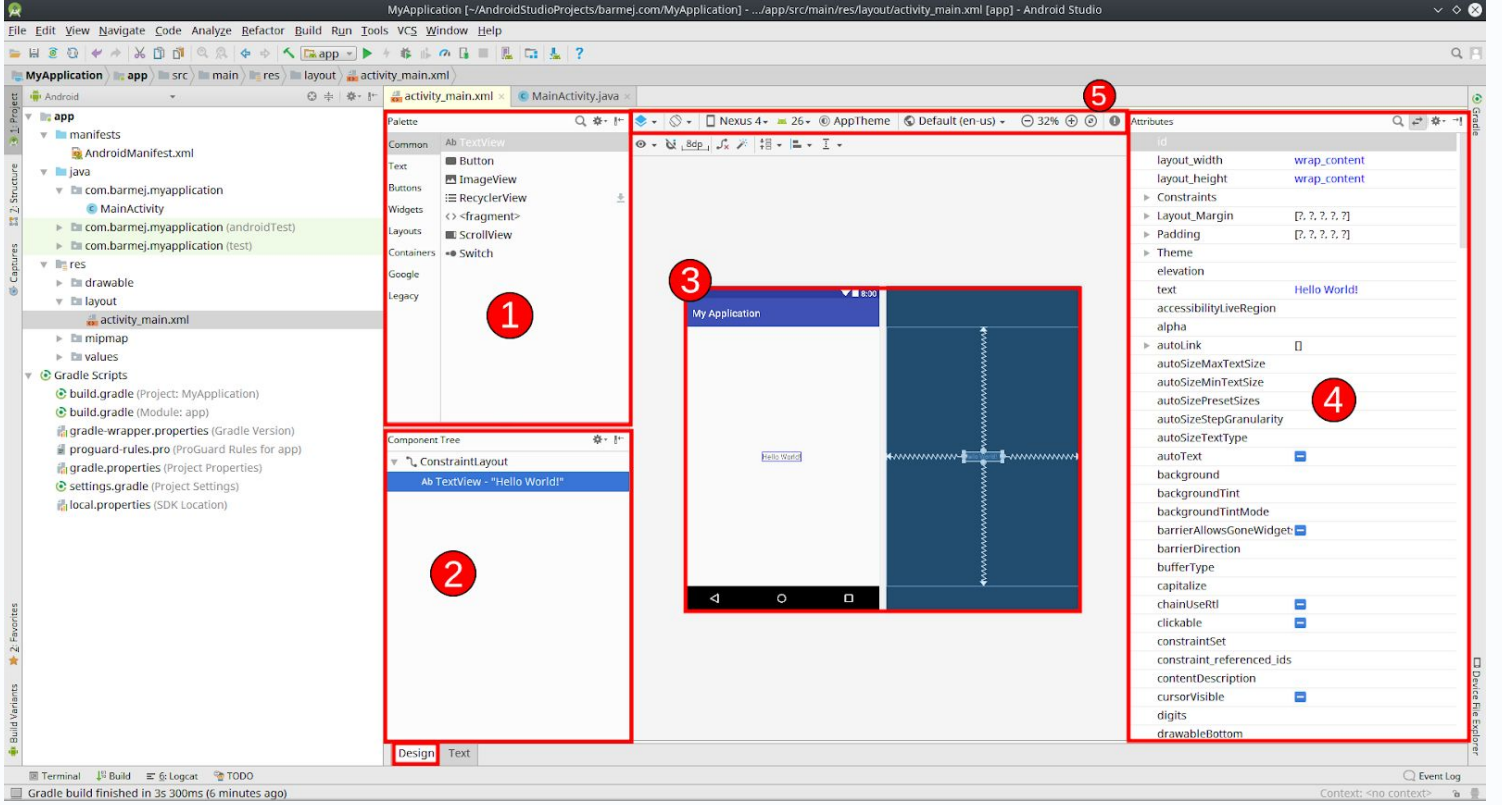 MyApplication [~/AndroidStudioProjects/barmej.com/MyApplication] - .../app/src/main/res/layout/activity_main.xml [app] - Android Studio
File Edit View Navigate Code Analyze Refactor Build Run Tools VCS Window Help
app
MyApplication app src main res layout activity_main.xml
1: Project
2: Structure
Captures
2: Favorites
Build Variants
Android
app
manifests
AndroidManifest.xml
java
com.barmej.myapplication
MainActivity
com.barmej.myapplication (androidTest)
com.barmej.myapplication (test)
res
drawable
layout
activity_main.xml
mipmap
values
Gradle Scripts
build.gradle (Project: MyApplication)
build.gradle (Module: app)
gradle-wrapper.properties (Gradle Version)
proguard-rules.pro (ProGuard Rules for app)
gradle.properties (Project Properties)
settings.gradle (Project Settings)
local.properties (SDK Location)
activity_main.xml MainActivity.java
Palette
Common
Text
Buttons
Widgets
Layouts
Containers
Google
Legacy
Ab TextView
Button
ImageView
RecyclerView
<fragment>
ScrollView
Switch
1
Component Tree
ConstraintLayout
Ab TextView - "Hello World!"
2
Design Text
5
Nexus 4 26 AppTheme Default (en-us) 32%
8dp
3
8:00
My Application
Hello World!
Attributes
id
layout_width wrap_content
layout_height wrap_content
Constraints
Layout_Margin [?, ?, ?, ?, ?]
Padding [?, ?, ?, ?, ?]
Theme
elevation
text Hello World!
accessibilityLiveRegion
alpha
autoLink []
autoSizeMaxTextSize
autoSizeMinTextSize
autoSizePresetSizes
autoSizeStepGranularity
autoSizeTextType
autoText
background
backgroundTint
backgroundTintMode
barrierAllowsGoneWidget
barrierDirection
bufferType
capitalize
chainUseRtl
clickable
constraintSet
constraint_referenced_ids
contentDescription
cursorVisible
digits
drawableBottom
4
Gradle
Device File Explorer
Terminal Build 6: Logcat TODO Event Log
Gradle build finished in 3s 300ms (6 minutes ago) Context: <no context>